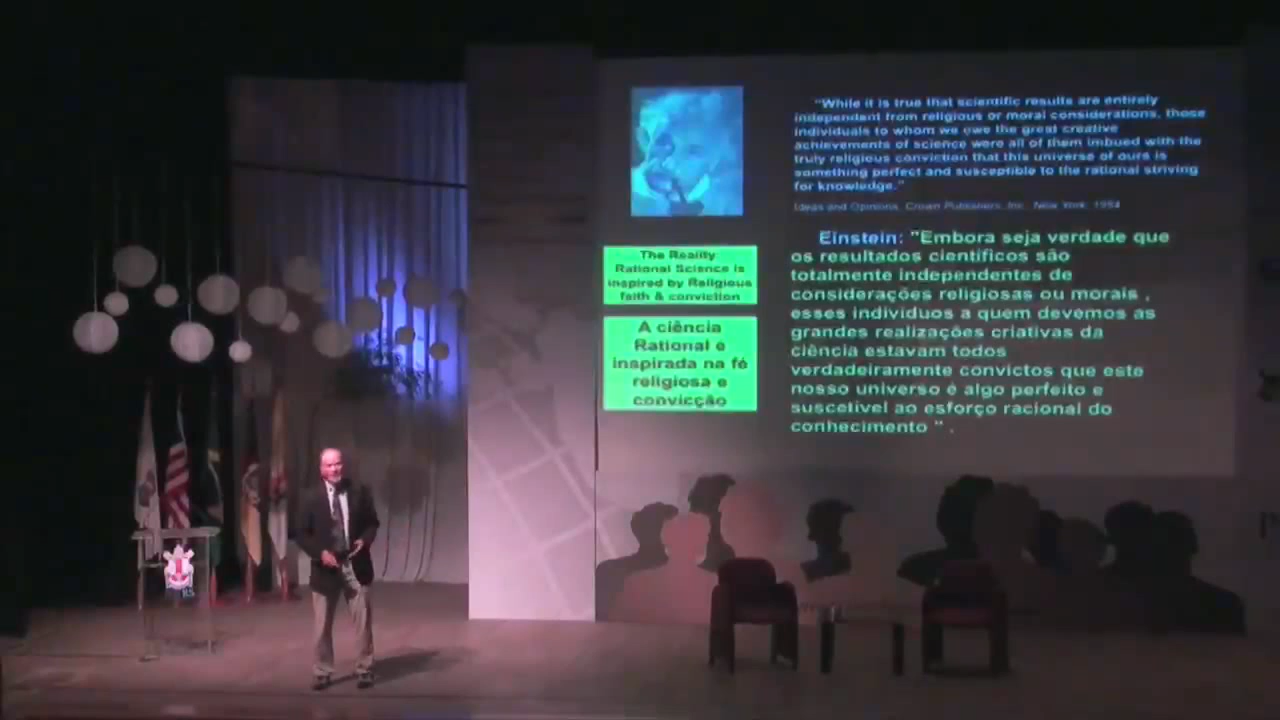 "While it is true that scientific results are entirely
independent from religious or moral considerations, those
individuals to whom we owe the great creative
achievements of science were all of them imbued with the
truly religious conviction that this universe of ours is
something perfect and susceptible to the rational striving
for knowledge."
Ideas and Opinions, Crown Publishers, Inc., New York, 1954
The Reality
Rational Science is
inspired by Religious
faith & conviction
A ciência
Rational e
inspirada na fé
religiosa e
convicção
Einstein: "Embora seja verdade que
os resultados científicos são
totalmente independentes de
considerações religiosas ou morais ,
esses indivíduos a quem devemos as
grandes realizações criativas da
ciência estavam todos
verdadeiramente convictos que este
nosso universo é algo perfeito e
suscetível ao esforço racional do
conhecimento " .
RS